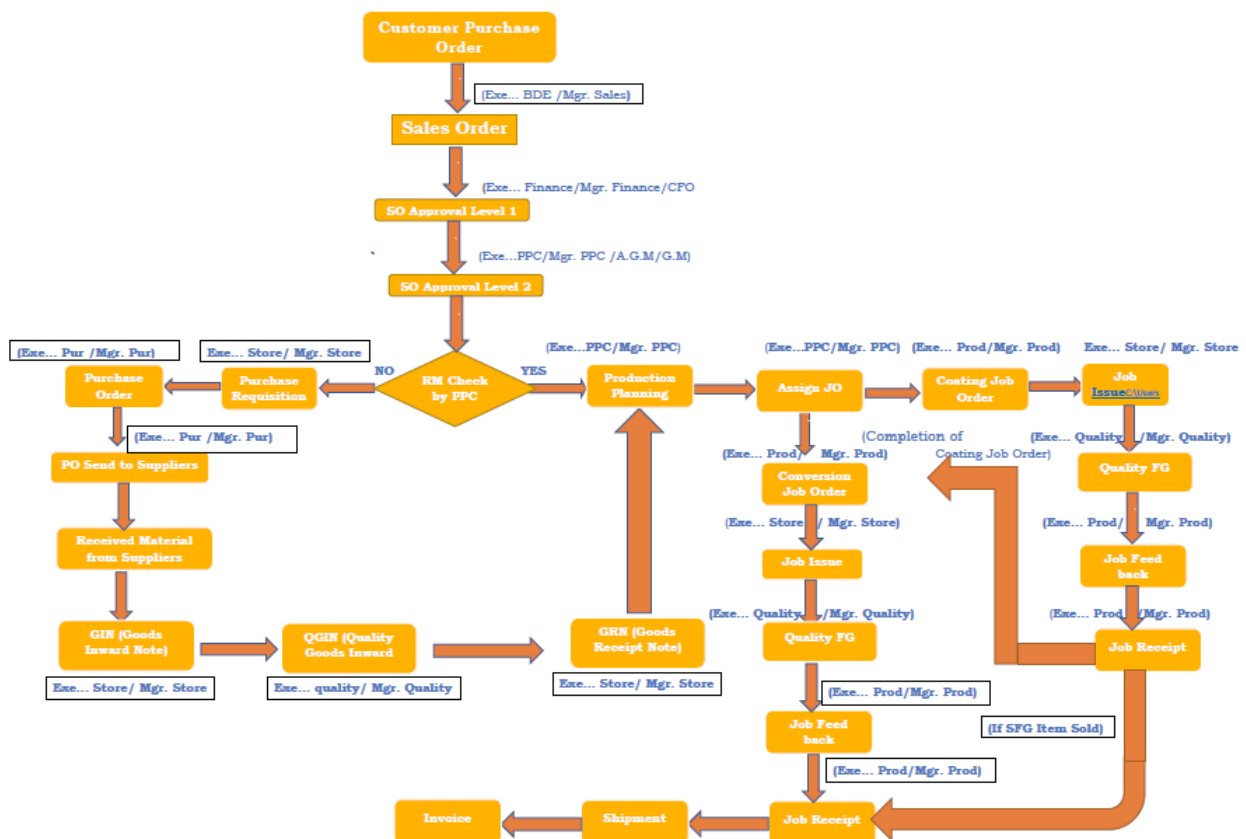 Customer Purchase
Order
(Exe... BDE /Mgr. Sales)
Sales Order
(Exe... Finance/Mgr. Finance/CFO
SO Approval Level 1
(Exe...PPC/Mgr. PPC /A.G.M/G.M)
SO Approval Level 2
(Exe... Pur /Mgr. Pur)
Exe... Store/ Mgr. Store
(Exe...PPC/Mgr. PPC)
(Exe...PPC/Mgr. PPC)
(Exe... Prod/Mgr. Prod)
Exe... Store/ Mgr. Store
Purchase
Order
Purchase
Requisition
NO
RM Check
by PPC
YES
Production
Planning
Assign JO
Coating Job
Order
Job
IssueC:\Users
(Exe... Pur /Mgr. Pur)
(Completion of
Coating Job Order)
(Exe... Quality /Mgr. Quality)
PO Send to Suppliers
(Exe... Prod/ Mgr. Prod)
Conversion
Job Order
Quality FG
(Exe... Store / Mgr. Store)
(Exe... Prod/ Mgr. Prod)
Received Material
from Suppliers
Job Issue
Job Feed
back
(Exe... Quality /Mgr. Quality)
(Exe... Prod /Mgr. Prod)
GIN (Goods
Inward Note)
QGIN (Quality
Goods Inward
GRN (Goods
Receipt Note)
Quality FG
Job Receipt
Exe... Store/ Mgr. Store
Exe... quality/ Mgr. Quality
Exe... Store/ Mgr. Store
(Exe... Prod/Mgr. Prod)
(If SFG Item Sold)
Job Feed
back
(Exe... Prod/Mgr. Prod)
Invoice
Shipment
Job Receipt